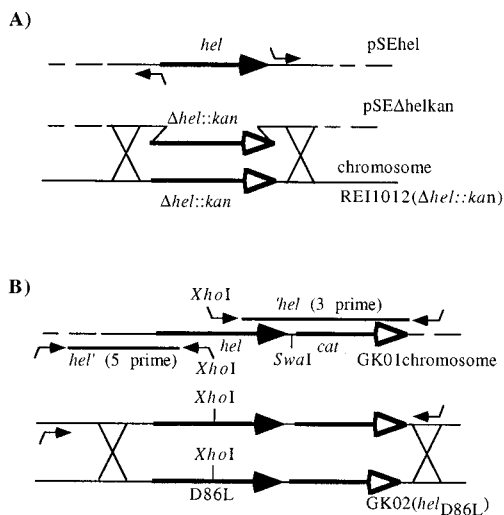 A)
hel
pSEhel
pSEΔhelkan
Δhel::kan
chromosome
Δhel::kan
REI1012(Δhel::kan)
B)
XhoI
'hel (3 prime)
hel
hel' (5 prime)
XhoI
SwaI
cat
GK01chromosome
XhoI
XhoI
D86L
GK02(helD86L)